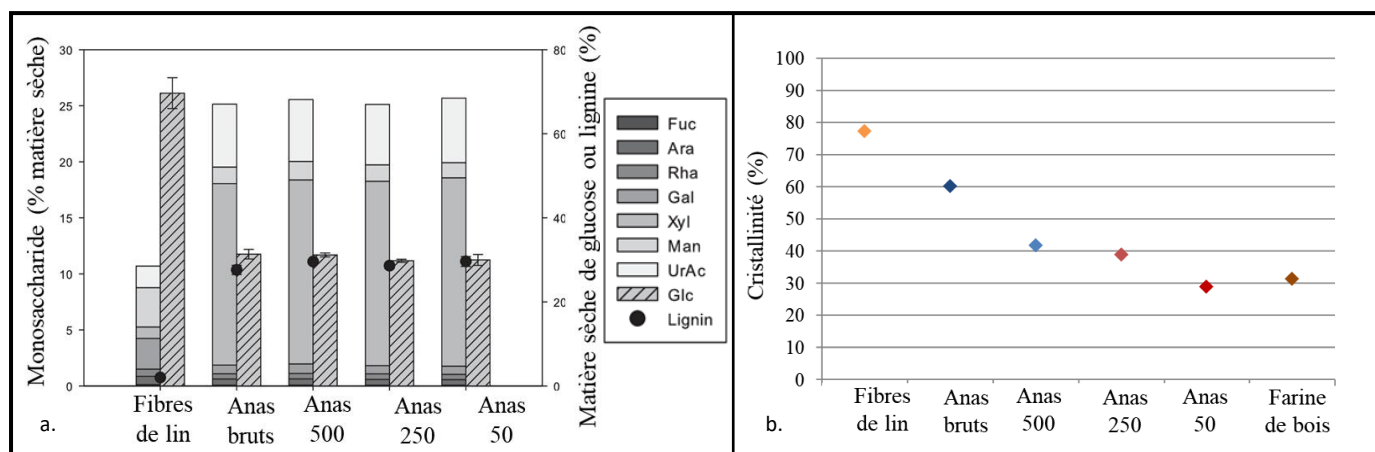 Monosaccharide (% matière sèche)
30
25
20
15
10
5
0
80
60
40
20
0
Matière sèche de glucose ou lignine (%)
Fuc
Ara
Rha
Gal
Xyl
Man
UrAc
Glc
Lignin
Fibres
de lin
Anas
bruts
Anas
500
Anas
250
Anas
50
a.
Cristallinité (%)
100
90
80
70
60
50
40
30
20
10
0
Fibres
de lin
Anas
bruts
Anas
500
Anas
250
Anas
50
Farine
de bois
b.